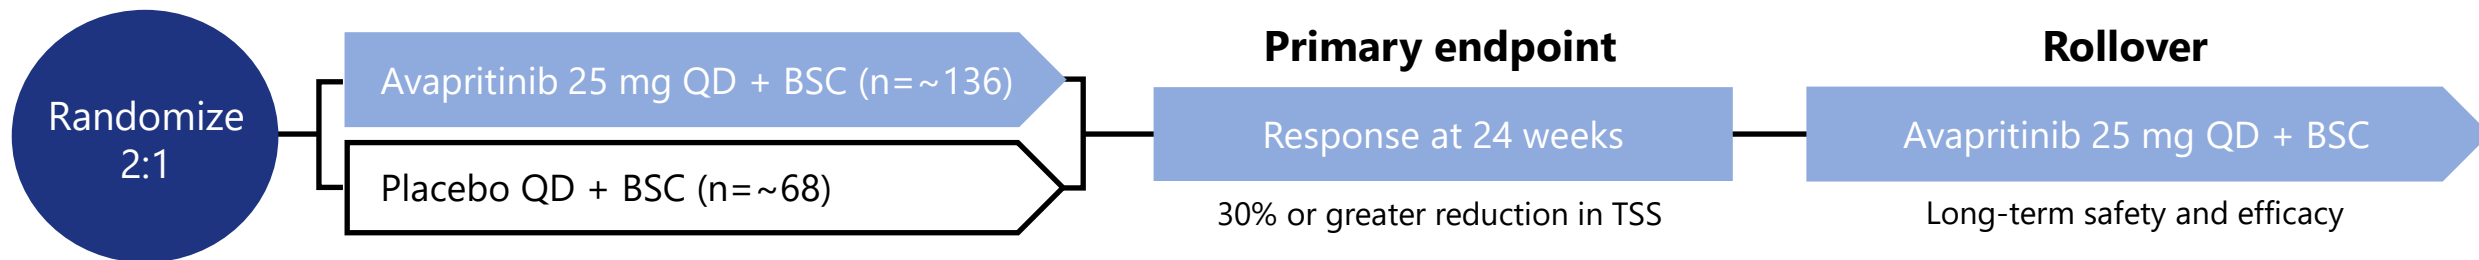 Randomize
2:1
Avapritinib 25 mg QD + BSC (n=~136)
Placebo QD + BSC (n=~68)
Primary endpoint
Response at 24 weeks
30% or greater reduction in TSS
Rollover
Avapritinib 25 mg QD + BSC
Long-term safety and efficacy